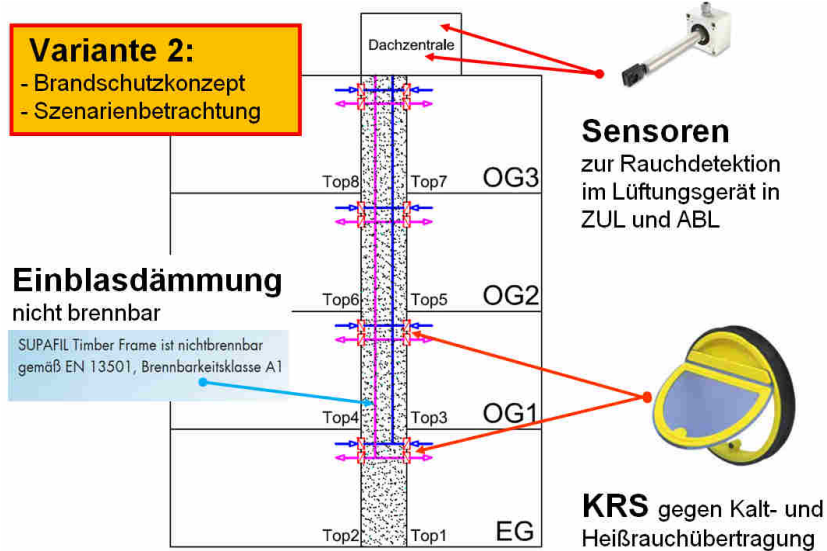 Variante 2:
- Brandschutzkonzept
- Szenarienbetrachtung
Dachzentrale
Sensoren
zur Rauchdetektion
im Lüftungsgerät in
ZUL und ABL
Top8 Top7 OG3
Einblasdämmung
nicht brennbar
SUPAFIL Timber Frame ist nichtbrennbar
gemäß EN 13501, Brennbarkeitsklasse A1
Top6 Top5 OG2
Top4 Top3 OG1
Top2 Top1 EG
KRS gegen Kalt- und
Heißrauchübertragung